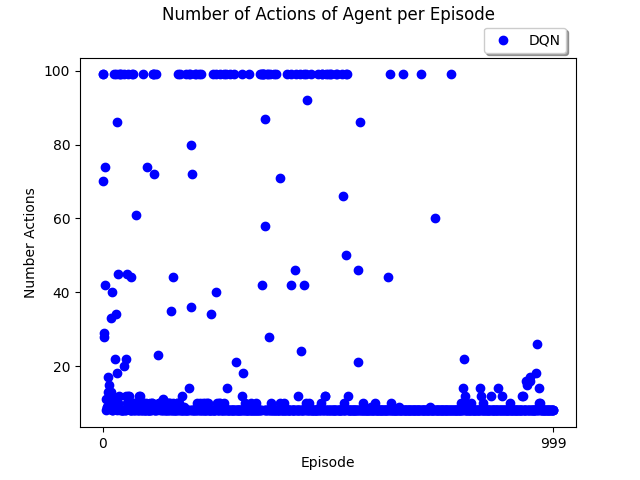 Number of Actions of Agent per Episode
DQN
100
80
60
40
20
Number Actions
0
999
Episode